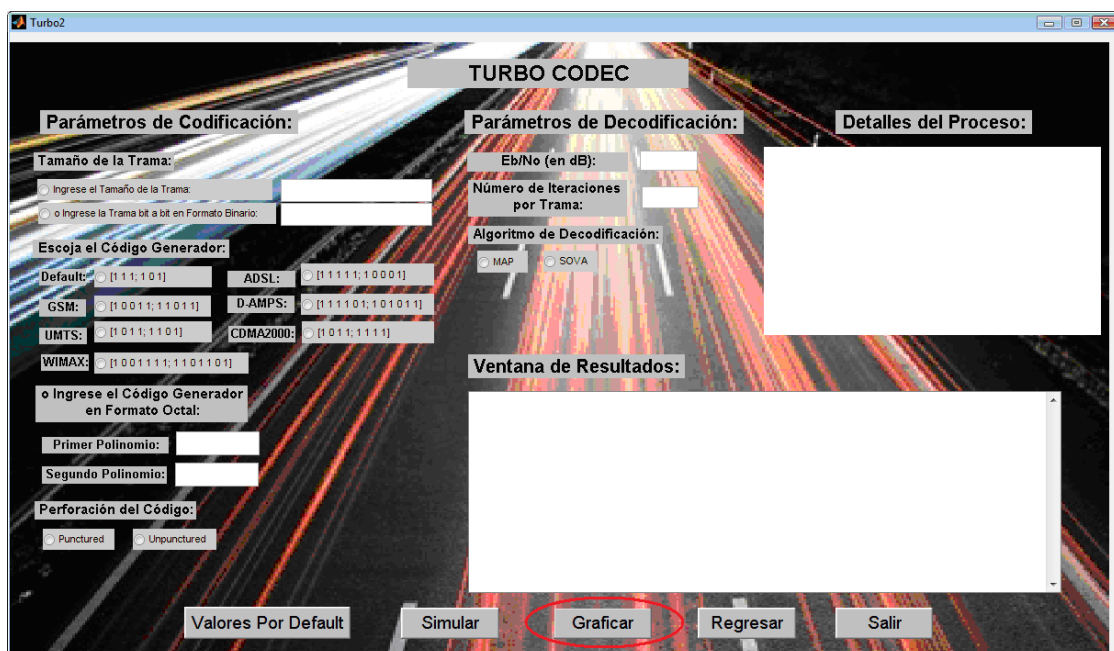 Turbo2
TURBO CODEC
Parámetros de Codificación:
Tamaño de la Trama:
Ingrese el Tamaño de la Trama:
o Ingrese la Trama bit a bit en Formato Binario:
Escoja el Código Generador:
Default: [1 1 1; 1 0 1]
ADSL: [1 1 1 1 1; 1 0 0 0 1]
GSM: [1 0 0 1 1; 1 1 0 1 1]
D-AMPS: [1 1 1 1 0 1; 1 0 1 0 1 1]
UMTS: [1 0 1 1; 1 1 0 1]
CDMA2000: [1 0 1 1; 1 1 1 1]
WIMAX: [1 0 0 1 1 1 1; 1 1 0 1 1 0 1]
o Ingrese el Código Generador
en Formato Octal:
Primer Polinomio:
Segundo Polinomio:
Perforación del Código:
Punctured
Unpunctured
Parámetros de Decodificación:
Eb/No (en dB):
Número de Iteraciones
por Trama:
Algoritmo de Decodificación:
MAP
SOVA
Detalles del Proceso:
Ventana de Resultados:
Valores Por Default
Simular
Graficar
Regresar
Salir